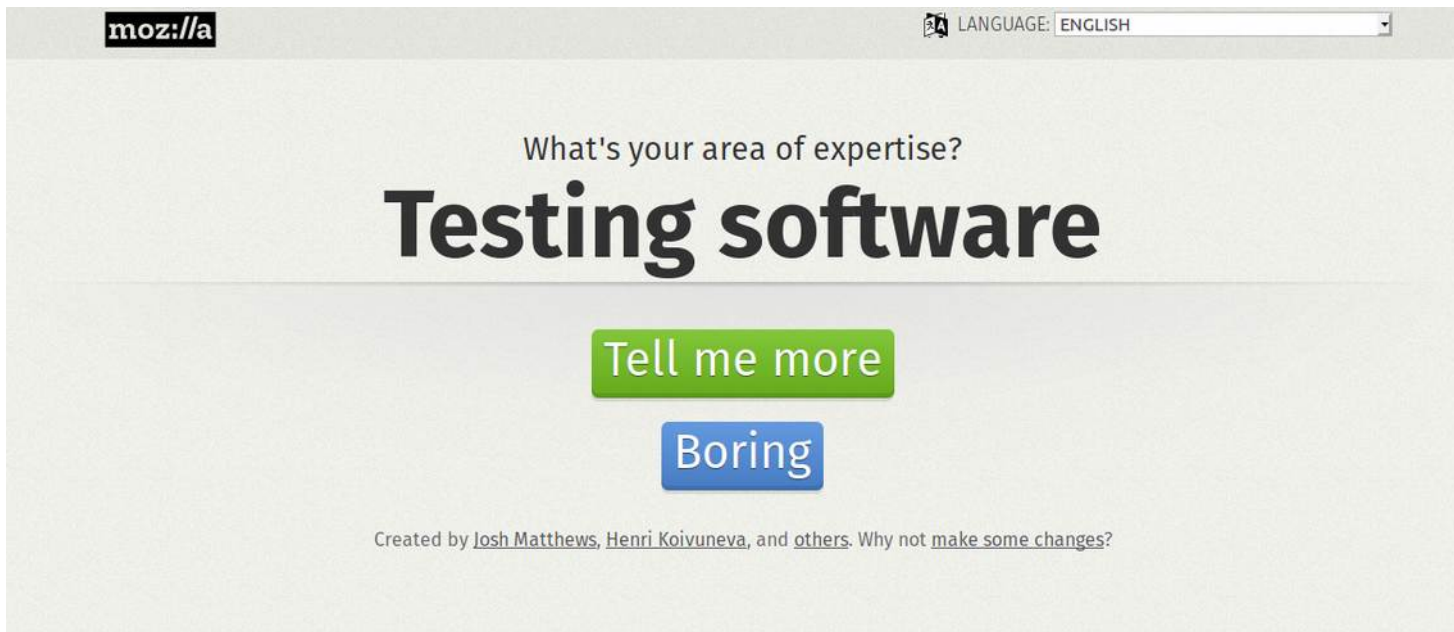 moz://a
LANGUAGE: ENGLISH
What's your area of expertise?
Testing software
Tell me more
Boring
Created by Josh Matthews, Henri Koivuneva, and others. Why not make some changes?